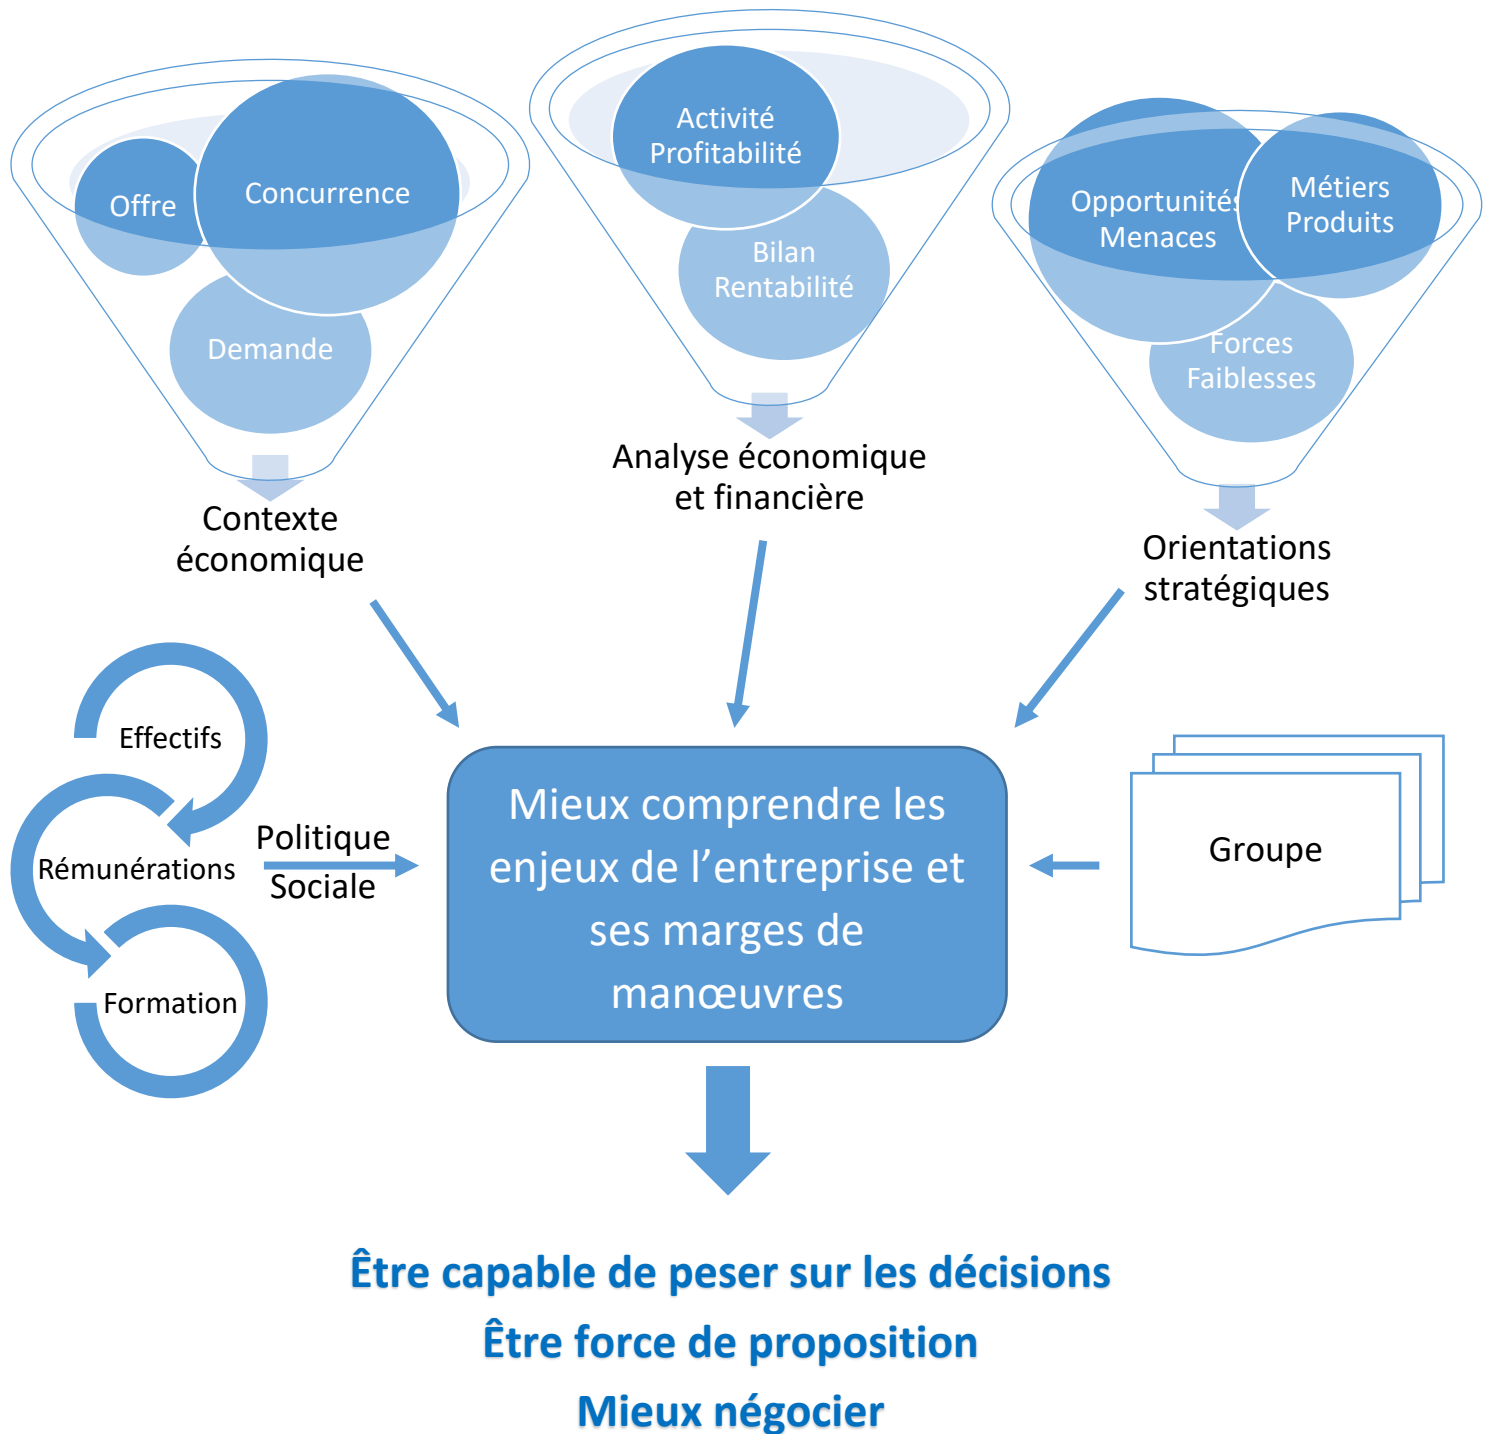 Offre
Concurrence
Demande
Contexte
économique
Activité
Profitabilité
Bilan
Rentabilité
Analyse économique
et financière
Opportunités
Menaces
Métiers
Produits
Forces
Faiblesses
Orientations
stratégiques
Effectifs
Rémunérations
Formation
Politique
Sociale
Mieux comprendre les
enjeux de l’entreprise et
ses marges de
manœuvres
Groupe
Être capable de peser sur les décisions
Être force de proposition
Mieux négocier